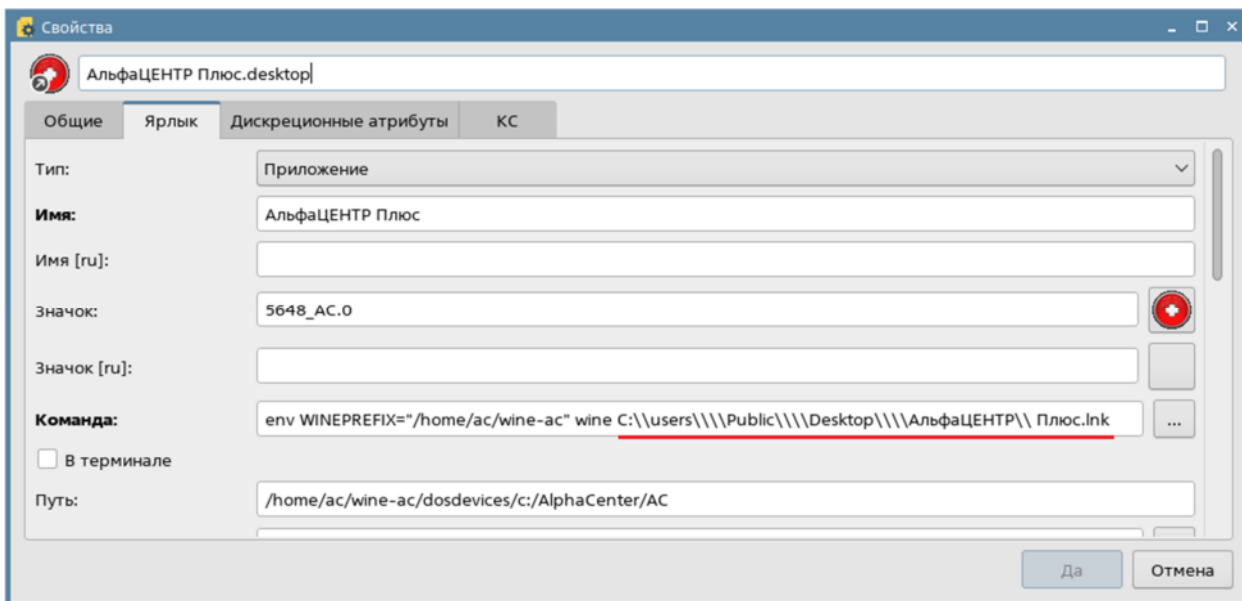 Свойства
АльфаЦЕНТР Плюс.desktop
Общие Ярлык Дискреционные атрибуты КС
Тип: Приложение
Имя: АльфаЦЕНТР Плюс
Имя [ru]:
Значок: 5648_AC.0
Значок [ru]:
Команда: env WINEPREFIX="/home/ac/wine-ac" wine C:\\users\\\\Public\\\\Desktop\\\\АльфаЦЕНТР\\ Плюс.lnk ...
В терминале
Путь: /home/ac/wine-ac/dosdevices/c:/AlphaCenter/AC
Да Отмена